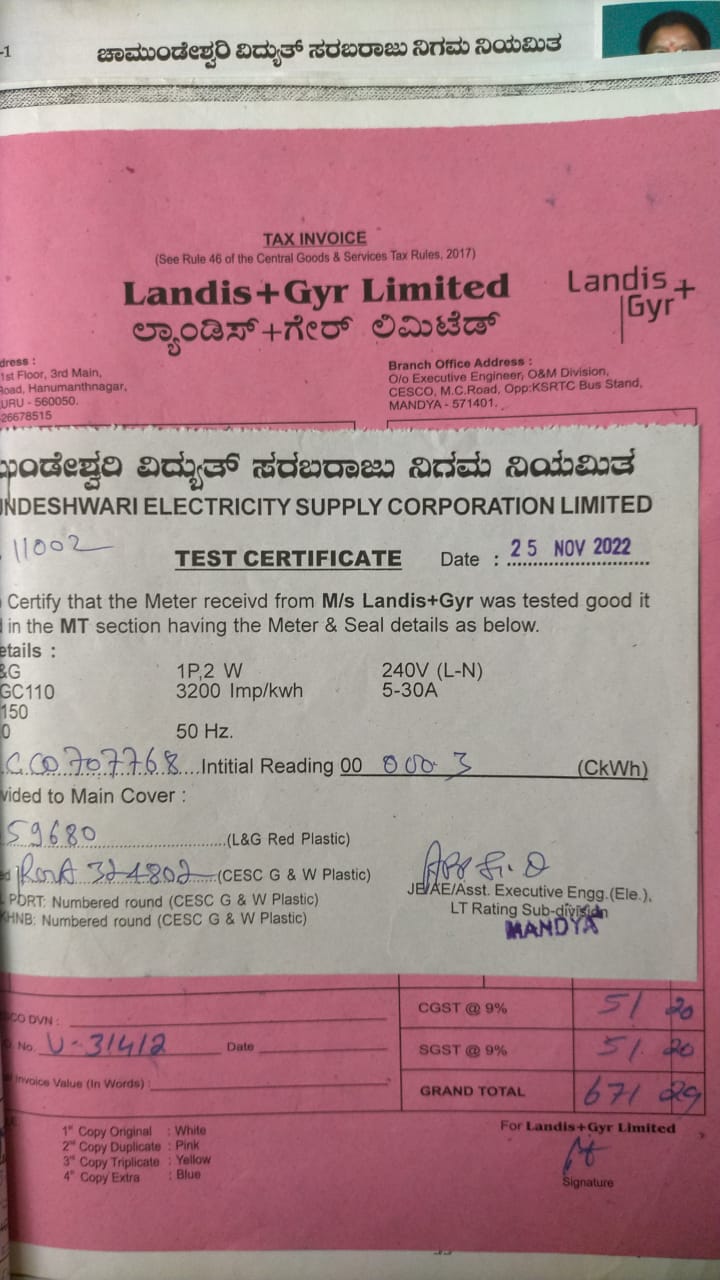 -1
ಚಾಮುಂಡೇಶ್ವರಿ ವಿದ್ಯುತ್ ಸರಬರಾಜು ನಿಗಮ ನಿಯಮಿತ
TAX INVOICE
(See Rule 46 of the Central Goods & Services Tax Rules, 2017)
Landis+Gyr Limited
ಲ್ಯಾಂಡಿಸ್+ಗೇರ್ ಲಿಮಿಟೆಡ್
Landis+
Gyr
dress :
1st Floor, 3rd Main,
Road, Hanumanthnagar,
URU - 560050.
26678515
Branch Office Address :
O/o Executive Engineer, O&M Division,
CESCO, M.C.Road, Opp:KSRTC Bus Stand,
MANDYA - 571401.
ುಂಡೇಶ್ವರಿ ವಿದ್ಯುತ್ ಸರಬರಾಜು ನಿಗಮ ನಿಯಮಿತ
NDESHWARI ELECTRICITY SUPPLY CORPORATION LIMITED
11002
TEST CERTIFICATE
Date : 25 NOV 2022
Certify that the Meter receivd from M/s Landis+Gyr was tested good it
in the MT section having the Meter & Seal details as below.
etails :
&G 1P,2 W 240V (L-N)
GC110 3200 Imp/kwh 5-30A
150
0 50 Hz.
CC0707768 Intitial Reading 00 000 3 (CkWh)
vided to Main Cover :
59680 (L&G Red Plastic)
324802 (CESC G & W Plastic)
PORT: Numbered round (CESC G & W Plastic)
KHNB: Numbered round (CESC G & W Plastic)
JE/AE/Asst. Executive Engg.(Ele.),
LT Rating Sub-division
MANDYA
CGST @ 9% 51 20
SCO DVN :
No. U-31412 Date
SGST @ 9% 51 20
Invoice Value (In Words) :
GRAND TOTAL 671 29
1st Copy Original : White
2nd Copy Duplicate : Pink
3rd Copy Triplicate : Yellow
4th Copy Extra : Blue
For Landis+Gyr Limited
Signature